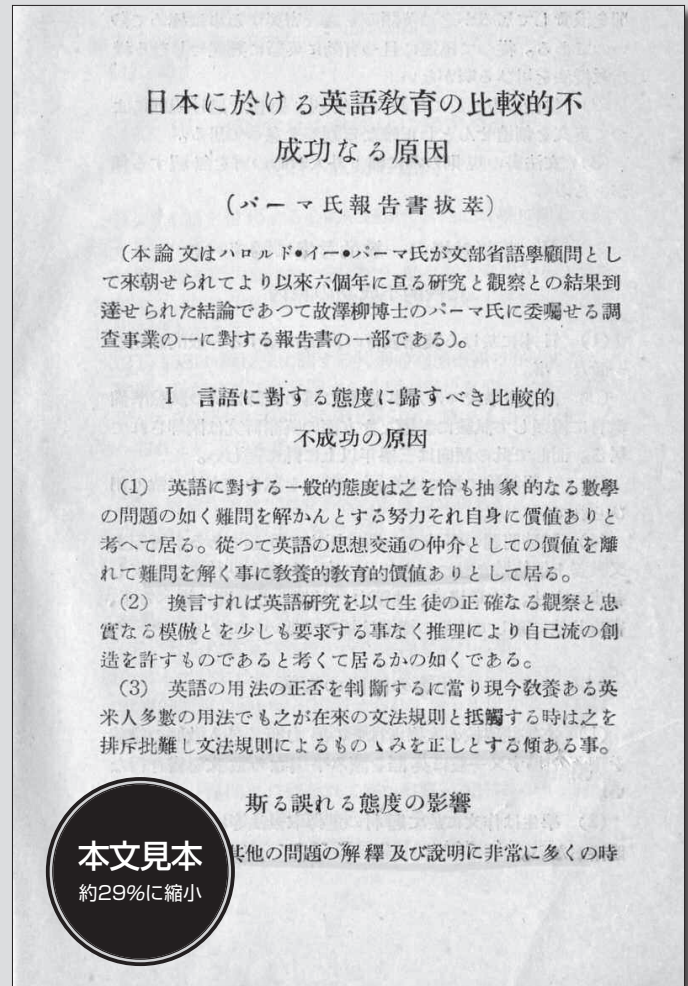 日本に於ける英語敎育の比較的不
成功なる原因
(パーマ氏報告書拔萃)
(本論文はハロルド•イー•パーマ氏が文部省語學顧問とし
て來朝せられてより以來六個年に亙る硏究と觀察との結果到
達せられた結論であつて故澤柳博士のパーマ氏に委囑せる調
查事業の一に對する報告書の一部である)。
I 言語に對する態度に歸すべき比較的
不成功の原因
(1) 英語に對する一般的態度は之を恰も抽象的なる數學
の問題の如く難問を解かんとする努力それ自身に價値ありと
考へて居る。從つて英語の思想交通の仲介としての價値を離
れて難問を解く事に敎養的敎育的價値ありとして居る。
(2) 換言すれば英語硏究を以て生徒の正確なる觀察と忠
實なる模倣とを少しも要求する事なく推理により自己流の創
造を許すものであると考くて居るかの如くである。
(3) 英語の用法の正否を判斷するに當り現今敎養ある英
米人多數の用法でも之が在來の文法規則と抵觸する時は之を
排斥批難し文法規則によるものゝみを正しとする傾ある事。
斯る誤れる態度の影響
其他の問題の解釋及び說明に非常に多くの時
本文見本
約29%に縮小